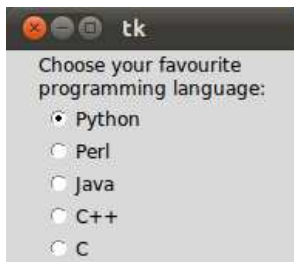 tk
Choose your favourite
programming language:
Python
Perl
Java
C++
C